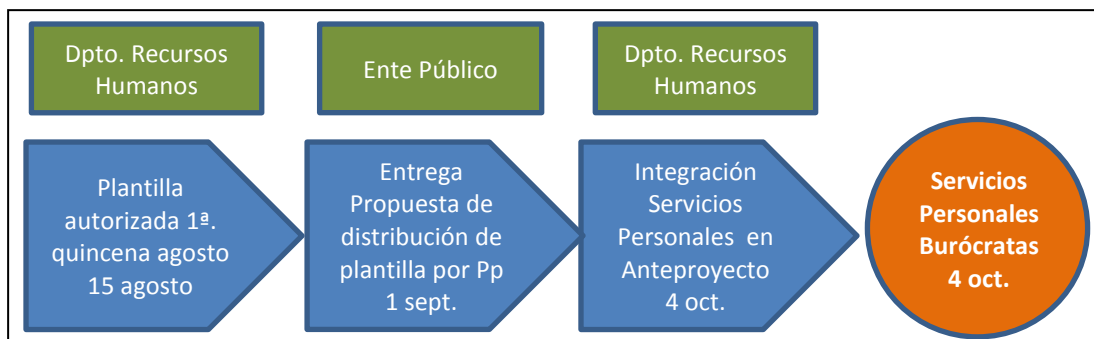 Dpto. Recursos
Humanos
Ente Público
Dpto. Recursos
Humanos
Plantilla
autorizada 1ª.
quincena agosto
15 agosto
Entrega
Propuesta de
distribución de
plantilla por Pp
1 sept.
Integración
Servicios
Personales en
Anteproyecto
4 oct.
Servicios
Personales
Burócratas
4 oct.